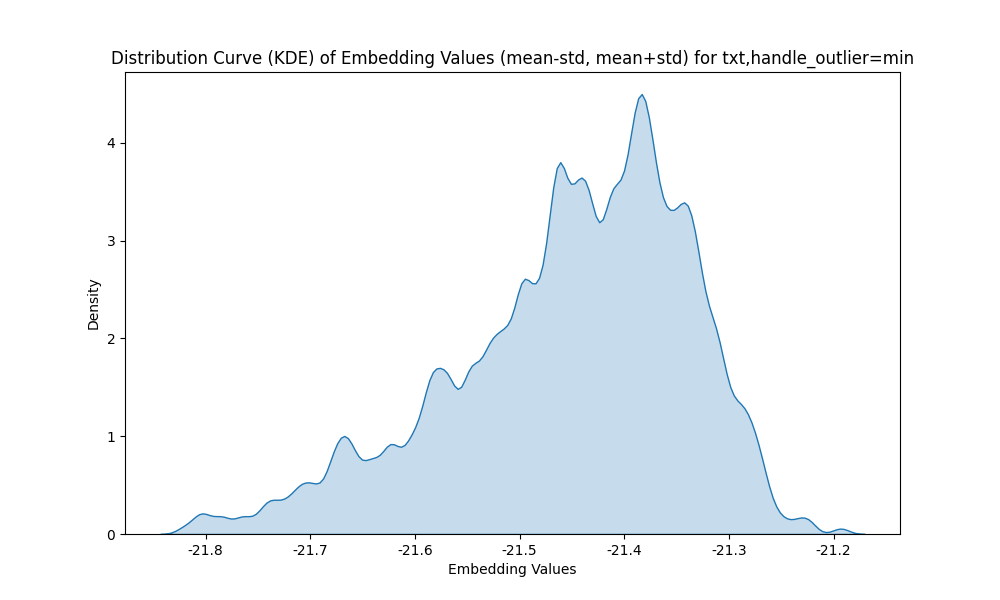 Distribution Curve (KDE) of Embedding Values (mean-std, mean+std) for txt,handle_outlier=min
4
3
2
1
0
Density
-21.8 -21.7 -21.6 -21.5 -21.4 -21.3 -21.2
Embedding Values